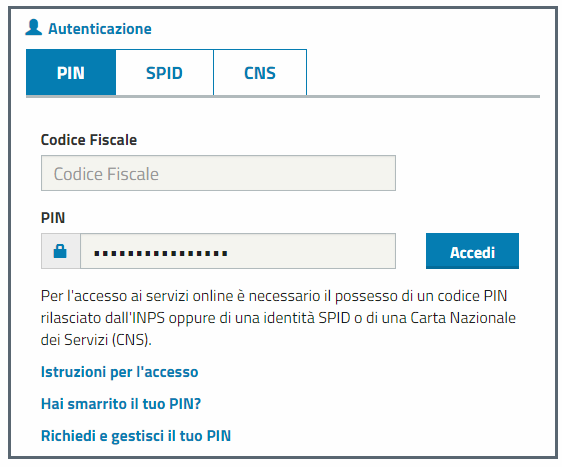 Autenticazione
PIN SPID CNS
Codice Fiscale
Codice Fiscale
PIN
Accedi
Per l'accesso ai servizi online è necessario il possesso di un codice PIN
rilasciato dall'INPS oppure di una identità SPID o di una Carta Nazionale
dei Servizi (CNS).
Istruzioni per l'accesso
Hai smarrito il tuo PIN?
Richiedi e gestisci il tuo PIN